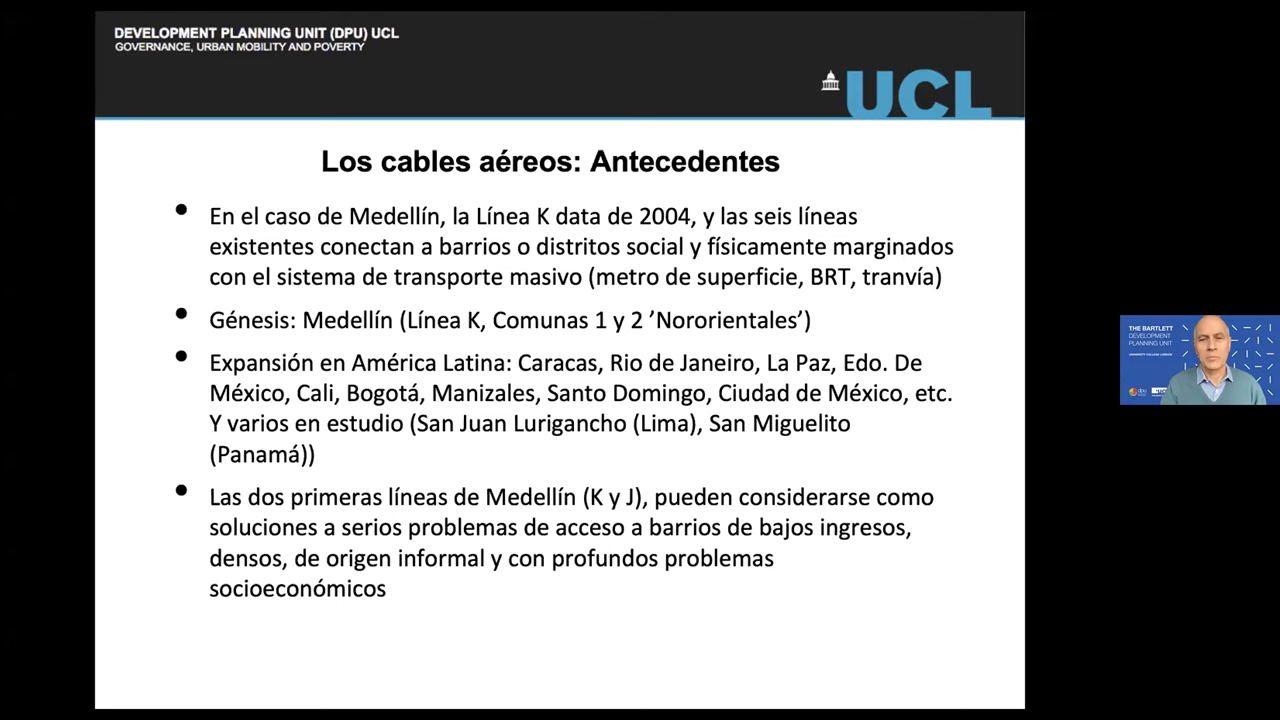 DEVELOPMENT PLANNING UNIT (DPU) UCL
GOVERNANCE, URBAN MOBILITY AND POVERTY
UCL
Los cables aéreos: Antecedentes
• En el caso de Medellín, la Línea K data de 2004, y las seis líneas
existentes conectan a barrios o distritos social y físicamente marginados
con el sistema de transporte masivo (metro de superficie, BRT, tranvía)
• Génesis: Medellín (Línea K, Comunas 1 y 2 ’Nororientales’)
• Expansión en América Latina: Caracas, Rio de Janeiro, La Paz, Edo. De
México, Cali, Bogotá, Manizales, Santo Domingo, Ciudad de México, etc.
Y varios en estudio (San Juan Lurigancho (Lima), San Miguelito
(Panamá))
• Las dos primeras líneas de Medellín (K y J), pueden considerarse como
soluciones a serios problemas de acceso a barrios de bajos ingresos,
densos, de origen informal y con profundos problemas
socioeconómicos
THE BARTLETT
DEVELOPMENT
PLANNING UNIT
UNIVERSITY COLLEGE LONDON
dpu